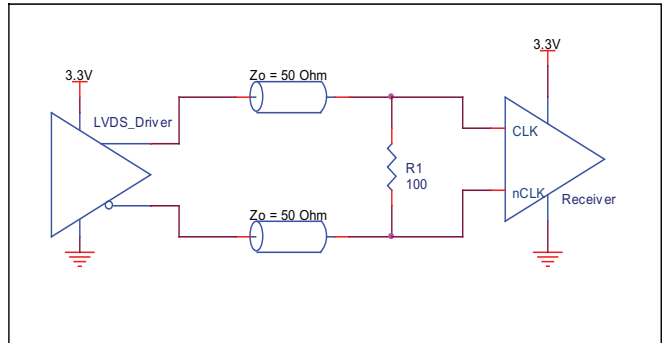 3.3V
LVDS_Driver
Zo = 50 Ohm
3.3V
CLK
R1
100
nCLK
Receiver
Zo = 50 Ohm